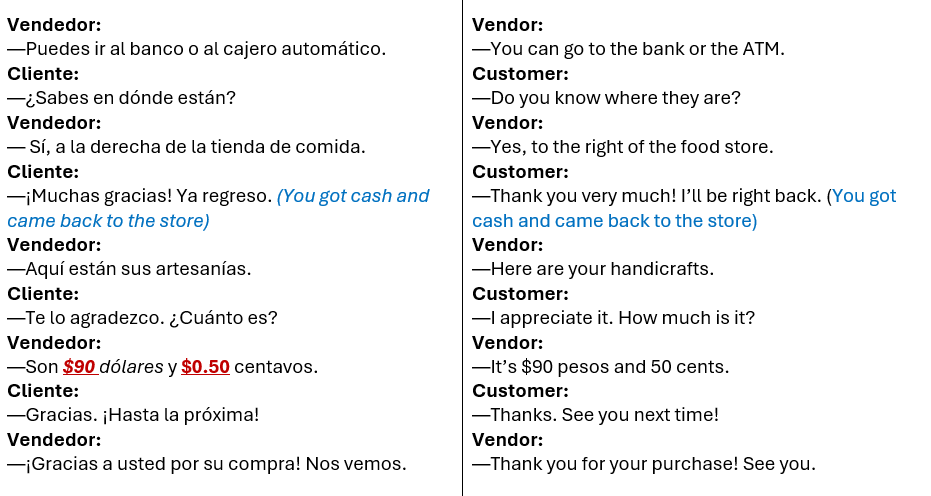 Vendedor:
—Puedes ir al banco o al cajero automático.
Cliente:
—¿Sabes en dónde están?
Vendedor:
— Sí, a la derecha de la tienda de comida.
Cliente:
—¡Muchas gracias! Ya regreso. (You got cash and
came back to the store)
Vendedor:
—Aquí están sus artesanías.
Cliente:
—Te lo agradezco. ¿Cuánto es?
Vendedor:
—Son $90 dólares y $0.50 centavos.
Cliente:
—Gracias. ¡Hasta la próxima!
Vendedor:
—¡Gracias a usted por su compra! Nos vemos.
Vendor:
—You can go to the bank or the ATM.
Customer:
—Do you know where they are?
Vendor:
—Yes, to the right of the food store.
Customer:
—Thank you very much! I’ll be right back. (You got
cash and came back to the store)
Vendor:
—Here are your handicrafts.
Customer:
—I appreciate it. How much is it?
Vendor:
—It’s $90 pesos and 50 cents.
Customer:
—Thanks. See you next time!
Vendor:
—Thank you for your purchase! See you.